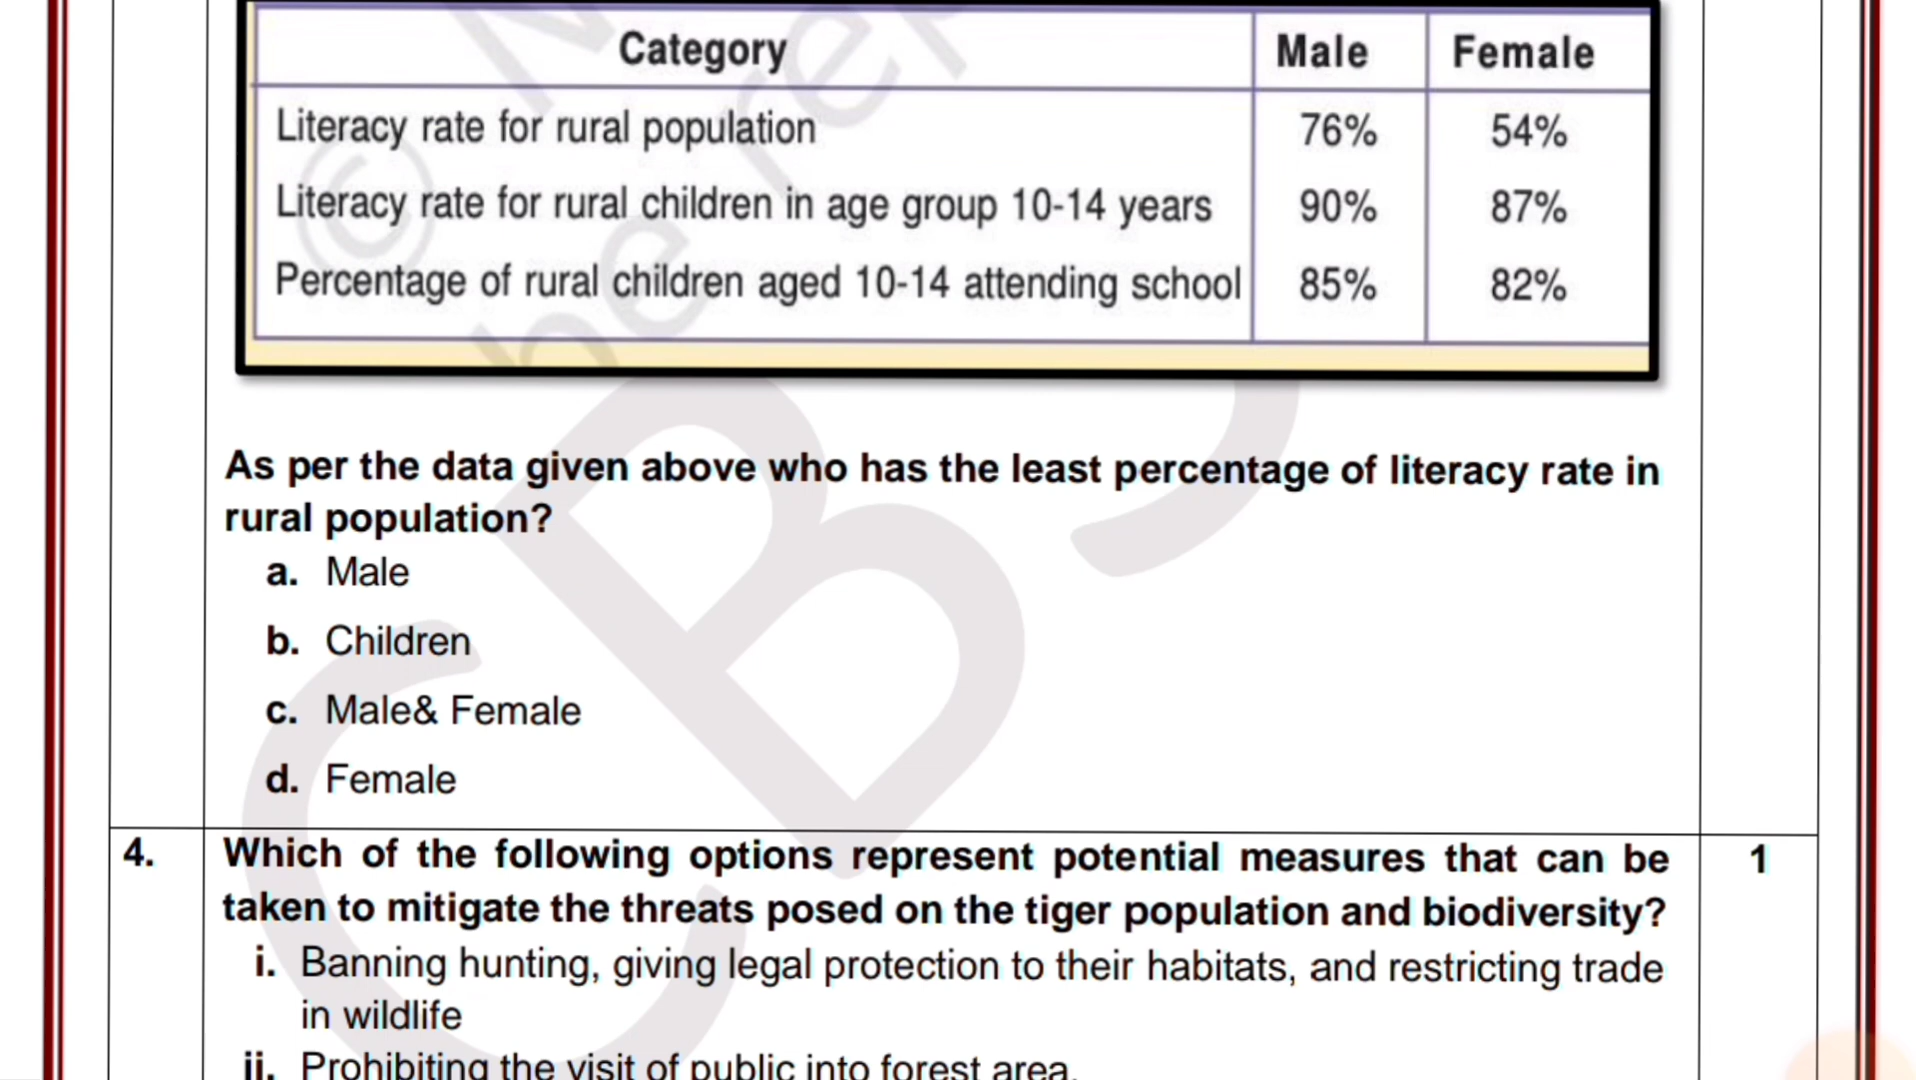 Category Male Female
Literacy rate for rural population 76% 54%
Literacy rate for rural children in age group 10-14 years 90% 87%
Percentage of rural children aged 10-14 attending school 85% 82%
As per the data given above who has the least percentage of literacy rate in
rural population?
a. Male
b. Children
c. Male& Female
d. Female
4. Which of the following options represent potential measures that can be 1
taken to mitigate the threats posed on the tiger population and biodiversity?
i. Banning hunting, giving legal protection to their habitats, and restricting trade
in wildlife
ii. Prohibiting the visit of public into forest area.